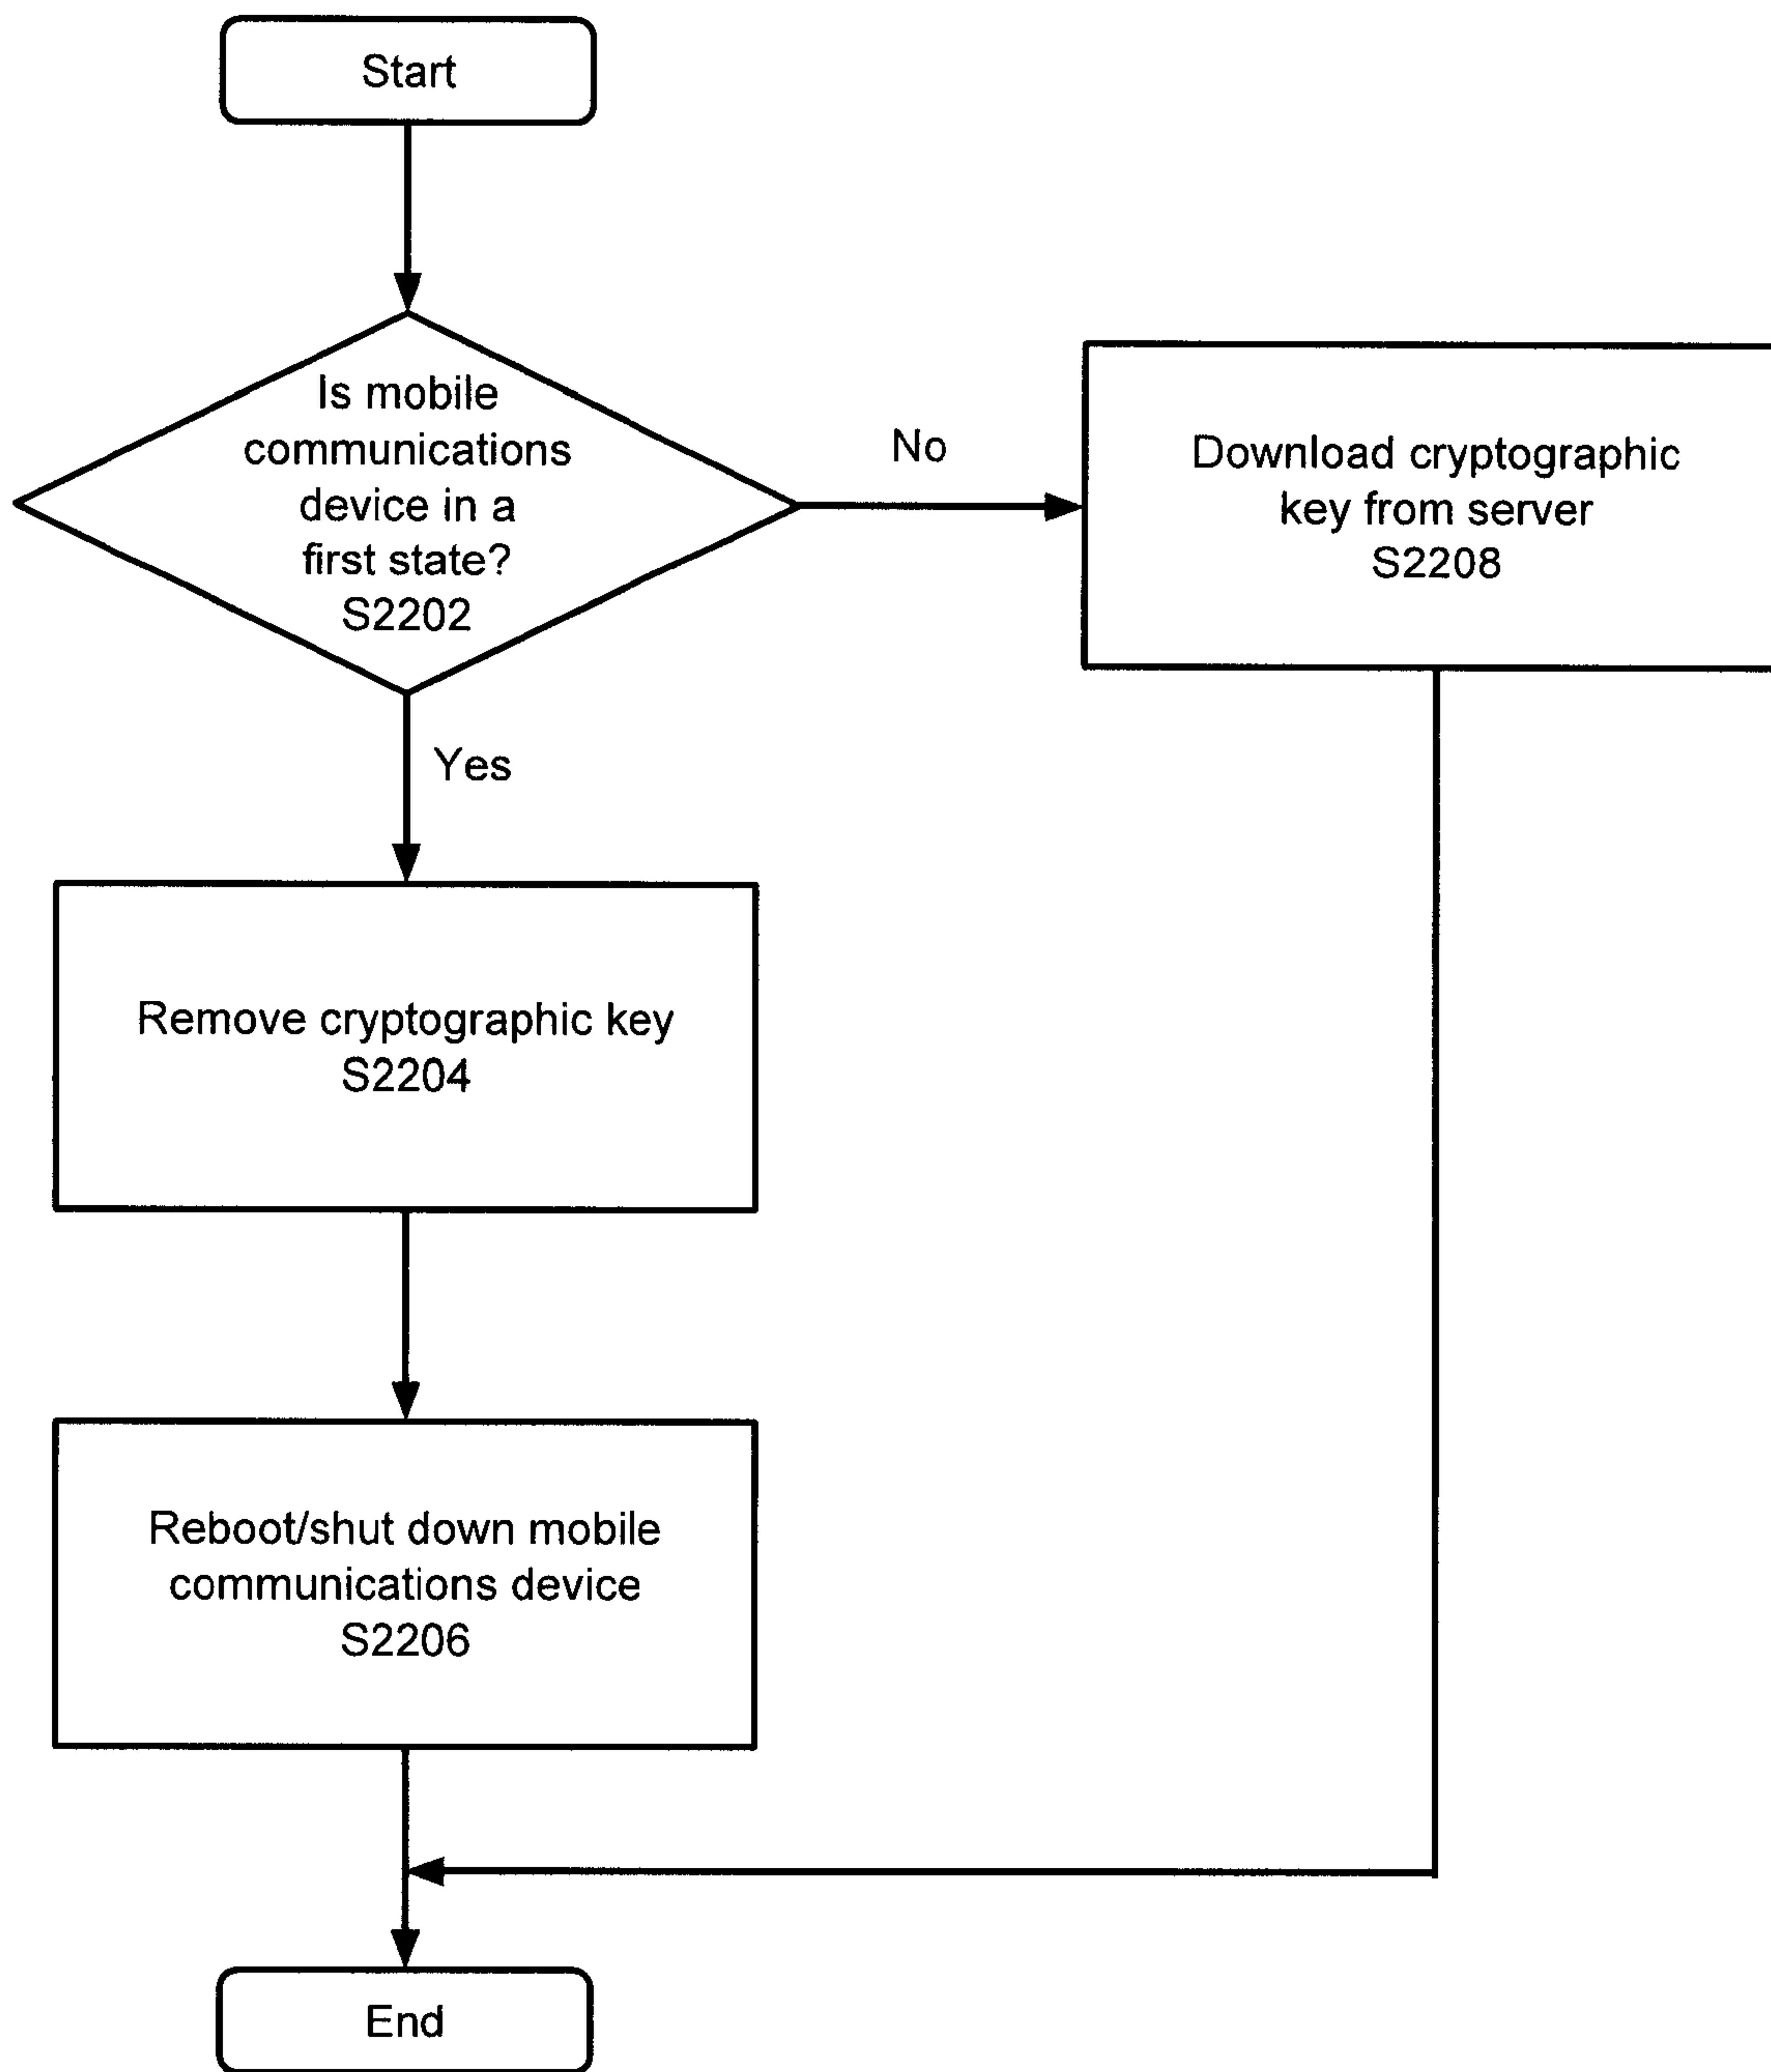 Start
Is mobile
communications
device in a
first state?
S2202
No
Download cryptographic
key from server
S2208
Yes
Remove cryptographic key
S2204
Reboot/shut down mobile
communications device
S2206
End